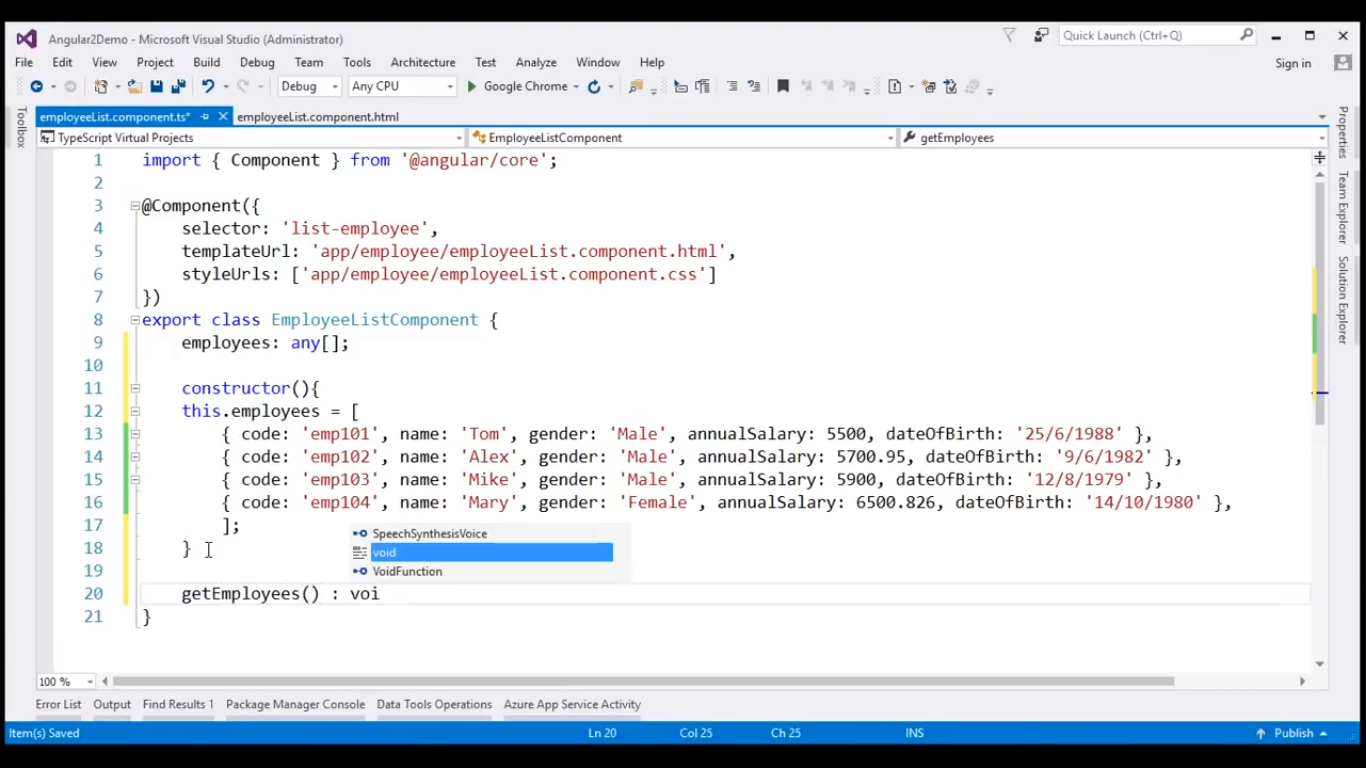 Angular2Demo - Microsoft Visual Studio (Administrator)
Quick Launch (Ctrl+Q)
File Edit View Project Build Debug Team Tools Architecture Test Analyze Window Help
Sign in
Debug Any CPU Google Chrome
employeeList.component.ts* employeeList.component.html
TypeScript Virtual Projects EmployeeListComponent getEmployees
Toolbox
Properties
Team Explorer
Solution Explorer
1 import { Component } from '@angular/core';
2
3 @Component({
4 selector: 'list-employee',
5 templateUrl: 'app/employee/employeeList.component.html',
6 styleUrls: ['app/employee/employeeList.component.css']
7 })
8 export class EmployeeListComponent {
9 employees: any[];
10
11 constructor(){
12 this.employees = [
13 { code: 'emp101', name: 'Tom', gender: 'Male', annualSalary: 5500, dateOfBirth: '25/6/1988' },
14 { code: 'emp102', name: 'Alex', gender: 'Male', annualSalary: 5700.95, dateOfBirth: '9/6/1982' },
15 { code: 'emp103', name: 'Mike', gender: 'Male', annualSalary: 5900, dateOfBirth: '12/8/1979' },
16 { code: 'emp104', name: 'Mary', gender: 'Female', annualSalary: 6500.826, dateOfBirth: '14/10/1980' },
17 ];
SpeechSynthesisVoice
18 }
void
19
VoidFunction
20 getEmployees() : voi
21 }
100 %
Error List Output Find Results 1 Package Manager Console Data Tools Operations Azure App Service Activity
Item(s) Saved Ln 20 Col 25 Ch 25 INS Publish